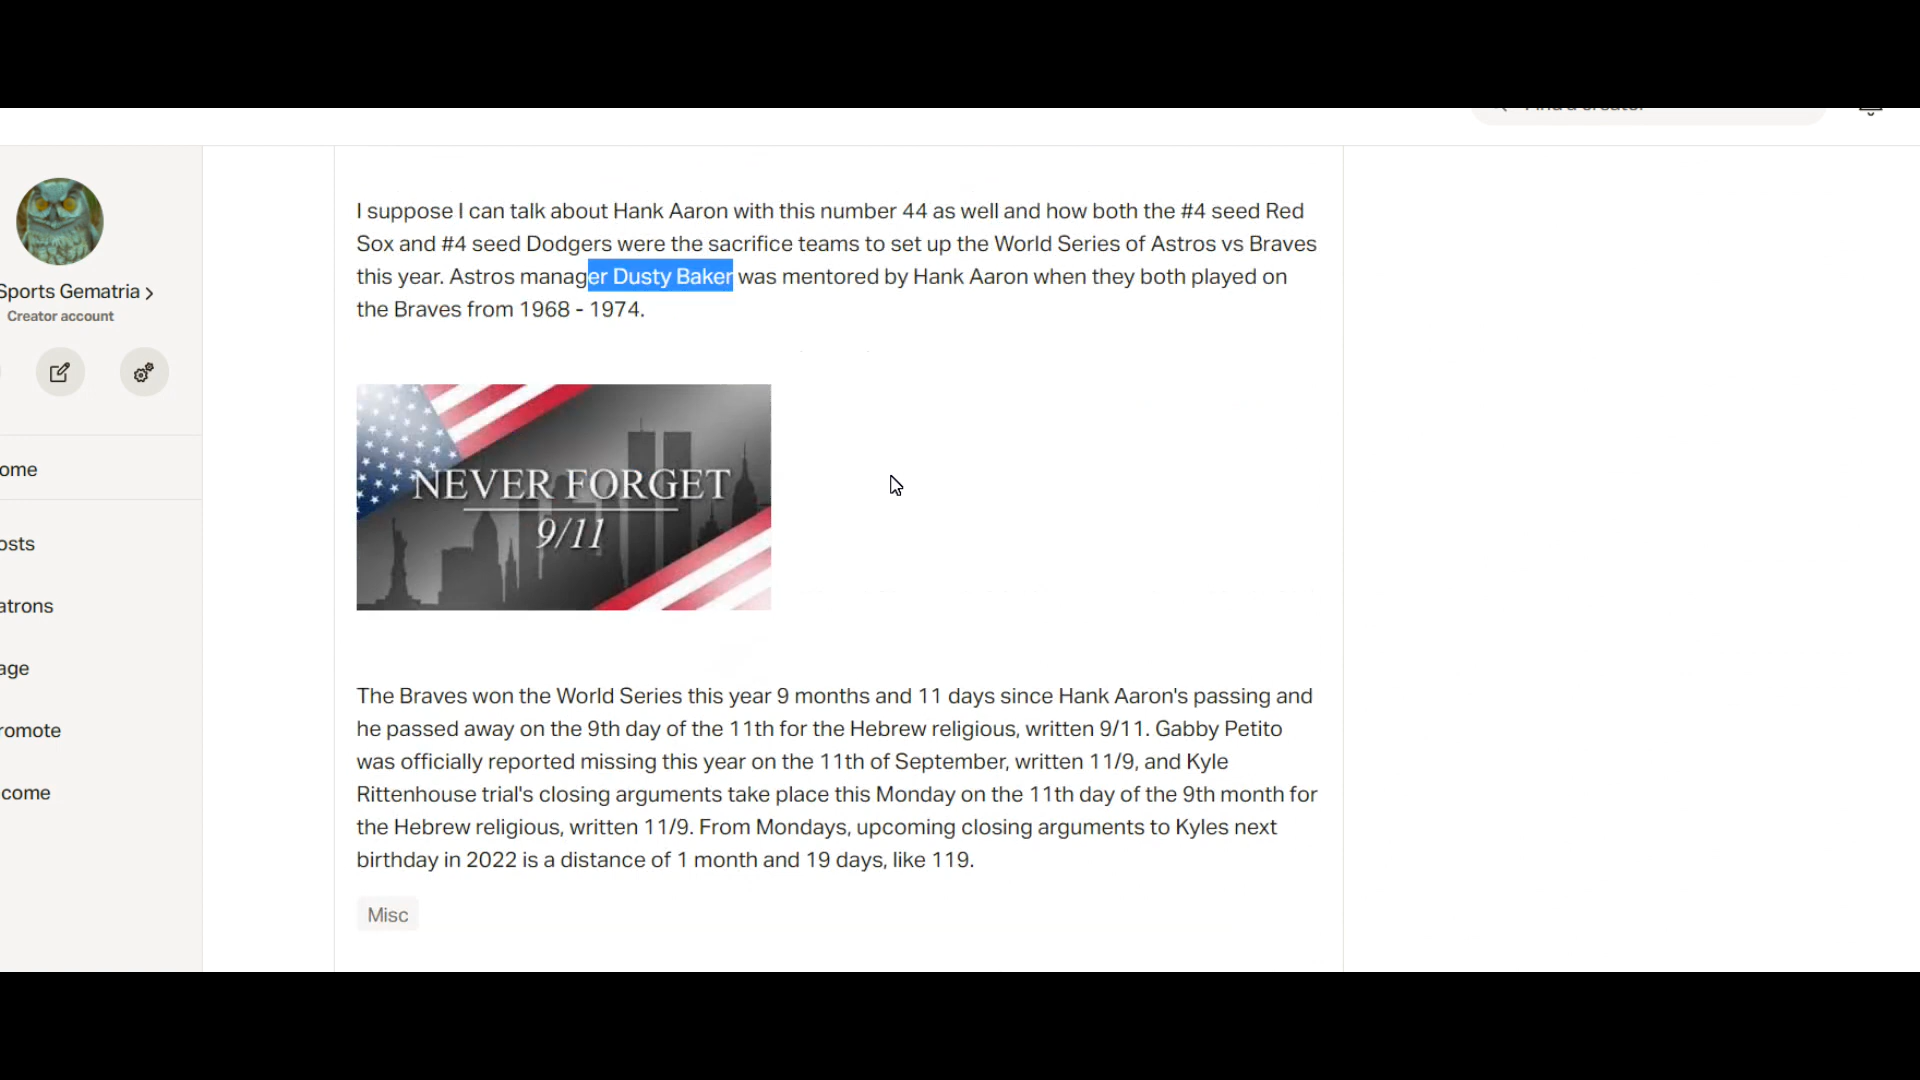 I suppose I can talk about Hank Aaron with this number 44 as well and how both the #4 seed Red
Sox and #4 seed Dodgers were the sacrifice teams to set up the World Series of Astros vs Braves
this year. Astros manager Dusty Baker was mentored by Hank Aaron when they both played on
the Braves from 1968 - 1974.
Sports Gematria
Creator account
ome
osts
atrons
age
romote
come
NEVER FORGET
9/11
The Braves won the World Series this year 9 months and 11 days since Hank Aaron's passing and
he passed away on the 9th day of the 11th for the Hebrew religious, written 9/11. Gabby Petito
was officially reported missing this year on the 11th of September, written 11/9, and Kyle
Rittenhouse trial's closing arguments take place this Monday on the 11th day of the 9th month for
the Hebrew religious, written 11/9. From Mondays, upcoming closing arguments to Kyles next
birthday in 2022 is a distance of 1 month and 19 days, like 119.
Misc